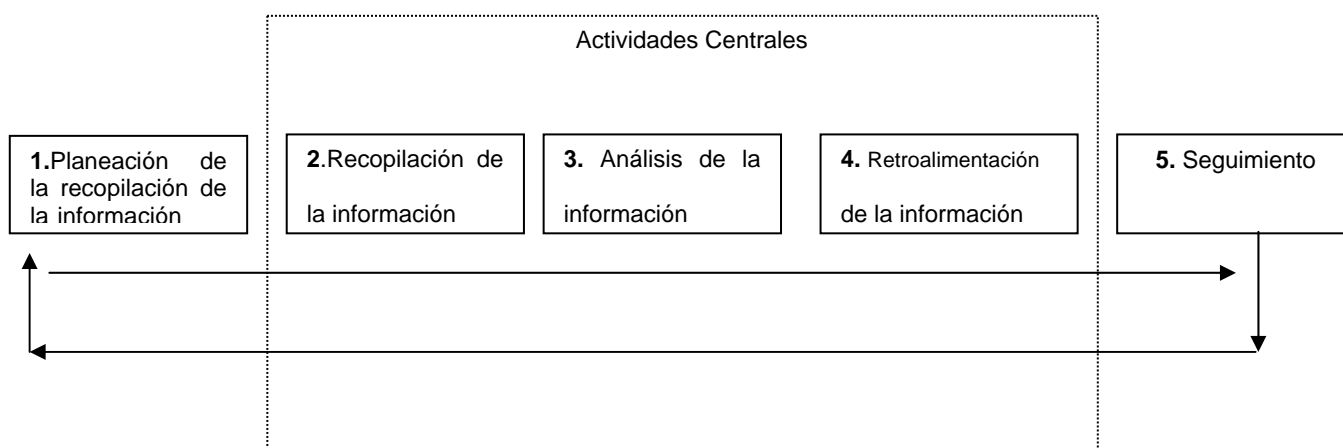 Actividades Centrales
1.Planeación de
la recopilación de
la información
2.Recopilación de
la información
3. Análisis de la
información
4. Retroalimentación
de la información
5. Seguimiento